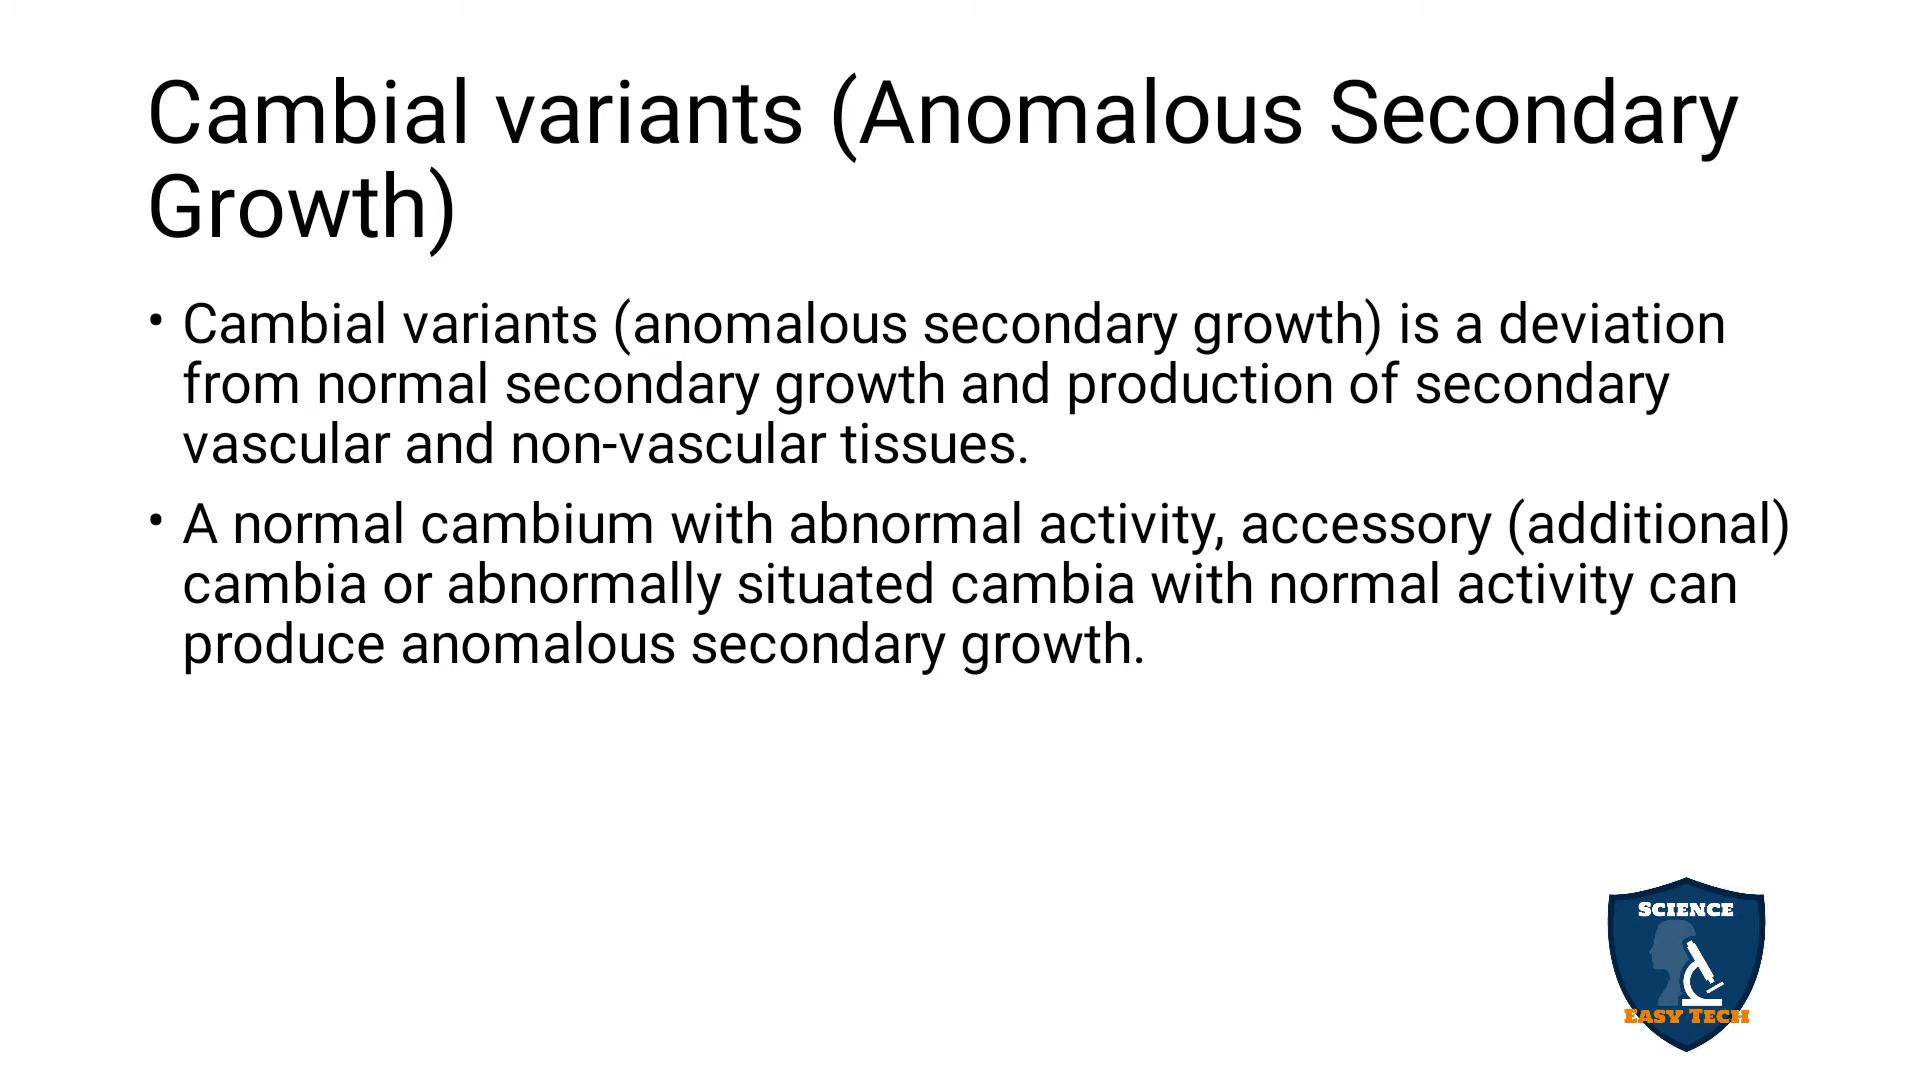 Cambial variants (Anomalous Secondary
Growth)
• Cambial variants (anomalous secondary growth) is a deviation
from normal secondary growth and production of secondary
vascular and non-vascular tissues.
• A normal cambium with abnormal activity, accessory (additional)
cambia or abnormally situated cambia with normal activity can
produce anomalous secondary growth.
SCIENCE
EASY TECH